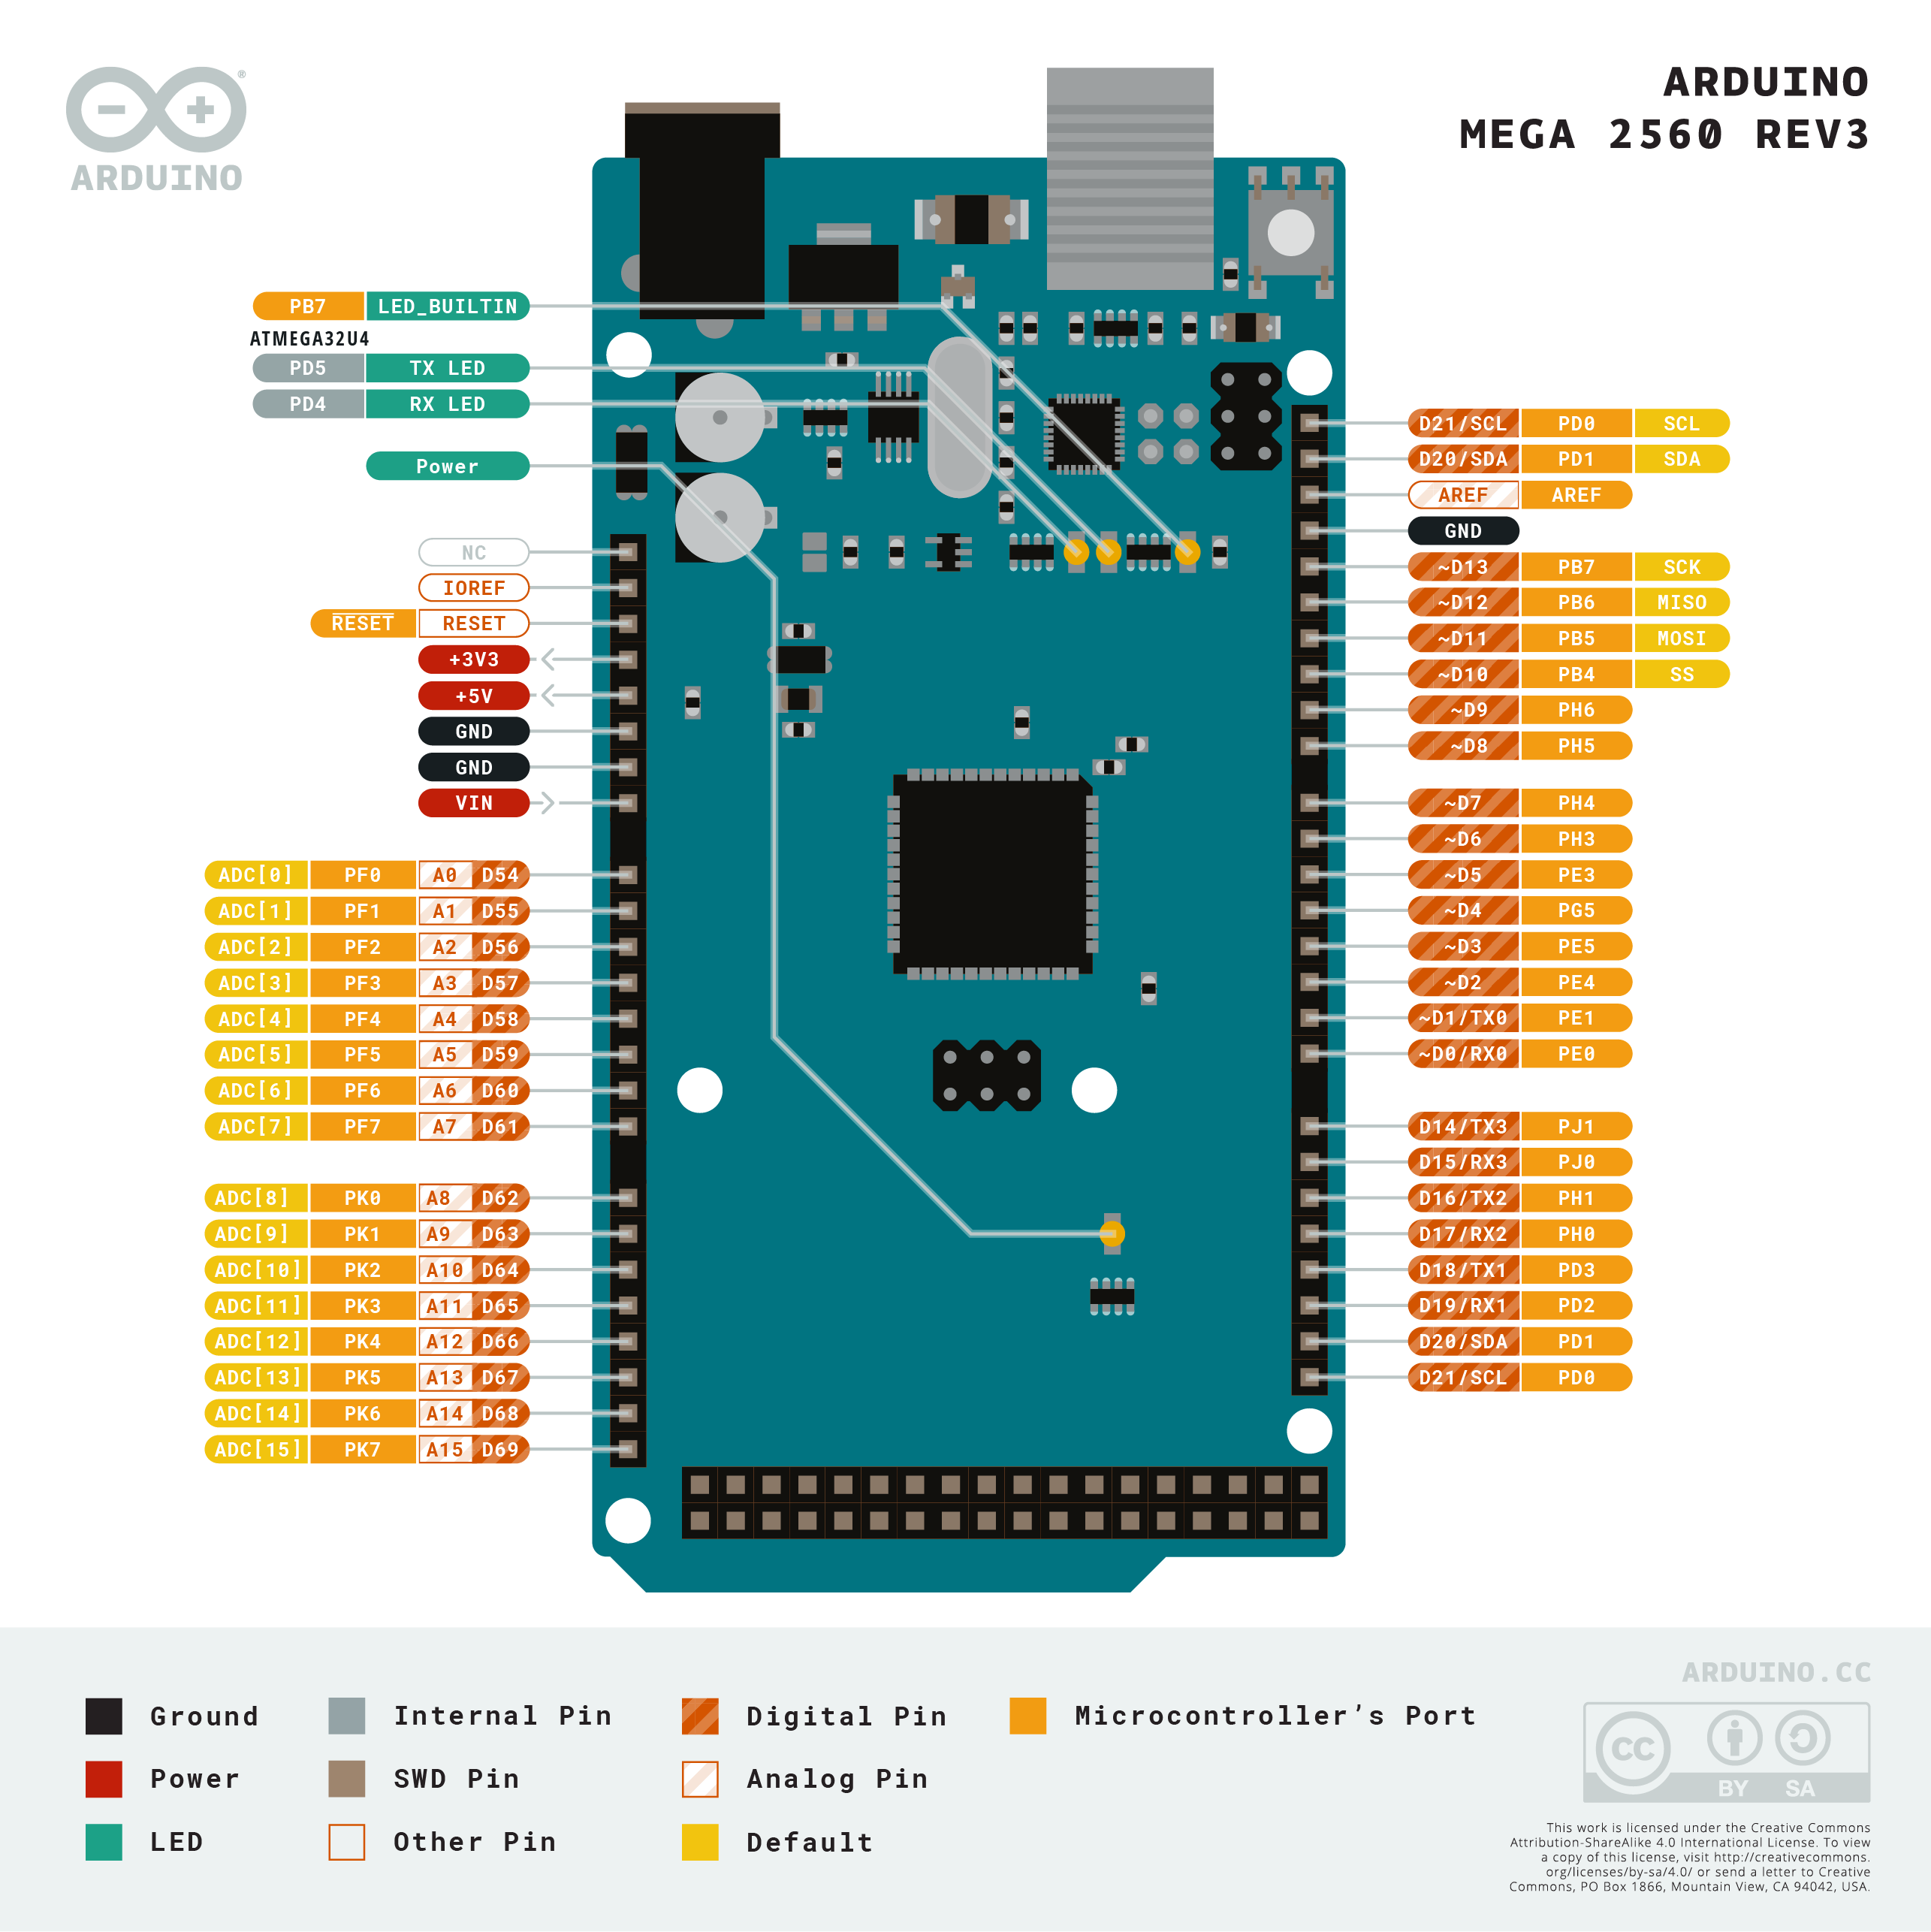 ARDUINO
ARDUINO
MEGA 2560 REV3
PB7 LED_BUILTIN
ATMEGA32U4
PD5 TX LED
PD4 RX LED
Power
NC
IOREF
RESET RESET
+3V3
+5V
GND
GND
VIN
ADC[0] PF0 A0 D54
ADC[1] PF1 A1 D55
ADC[2] PF2 A2 D56
ADC[3] PF3 A3 D57
ADC[4] PF4 A4 D58
ADC[5] PF5 A5 D59
ADC[6] PF6 A6 D60
ADC[7] PF7 A7 D61
ADC[8] PK0 A8 D62
ADC[9] PK1 A9 D63
ADC[10] PK2 A10 D64
ADC[11] PK3 A11 D65
ADC[12] PK4 A12 D66
ADC[13] PK5 A13 D67
ADC[14] PK6 A14 D68
ADC[15] PK7 A15 D69
D21/SCL PD0 SCL
D20/SDA PD1 SDA
AREF AREF
GND
~D13 PB7 SCK
~D12 PB6 MISO
~D11 PB5 MOSI
~D10 PB4 SS
~D9 PH6
~D8 PH5
~D7 PH4
~D6 PH3
~D5 PE3
~D4 PG5
~D3 PE5
~D2 PE4
~D1/TX0 PE1
~D0/RX0 PE0
D14/TX3 PJ1
D15/RX3 PJ0
D16/TX2 PH1
D17/RX2 PH0
D18/TX1 PD3
D19/RX1 PD2
D20/SDA PD1
D21/SCL PD0
Ground
Power
LED
Internal Pin
SWD Pin
Other Pin
Digital Pin
Analog Pin
Default
Microcontroller’s Port
ARDUINO.CC
CC
BY SA
This work is licensed under the Creative Commons
Attribution-ShareAlike 4.0 International License. To view
a copy of this license, visit http://creativecommons.
org/licenses/by-sa/4.0/ or send a letter to Creative
Commons, PO Box 1866, Mountain View, CA 94042, USA.